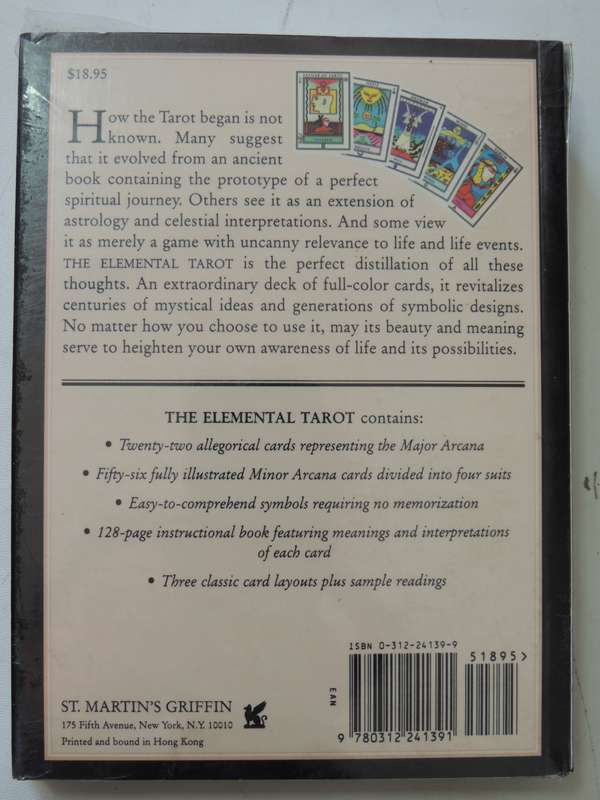 $18.95
How the Tarot began is not
known. Many suggest
that it evolved from an ancient
book containing the prototype of a perfect
spiritual journey. Others see it as an extension of
astrology and celestial interpretations. And some view
it as merely a game with uncanny relevance to life and life events.
THE ELEMENTAL TAROT is the perfect distillation of all these
thoughts. An extraordinary deck of full-color cards, it revitalizes
centuries of mystical ideas and generations of symbolic designs.
No matter how you choose to use it, may its beauty and meaning
serve to heighten your own awareness of life and its possibilities.
THE ELEMENTAL TAROT contains:
• Twenty-two allegorical cards representing the Major Arcana
• Fifty-six fully illustrated Minor Arcana cards divided into four suits
• Easy-to-comprehend symbols requiring no memorization
• 128-page instructional book featuring meanings and interpretations
of each card
• Three classic card layouts plus sample readings
ISBN 0-312-24139-9
51895>
EAN
9 780312 241391
ST. MARTIN'S GRIFFIN
175 Fifth Avenue, New York, N.Y. 10010
Printed and bound in Hong Kong